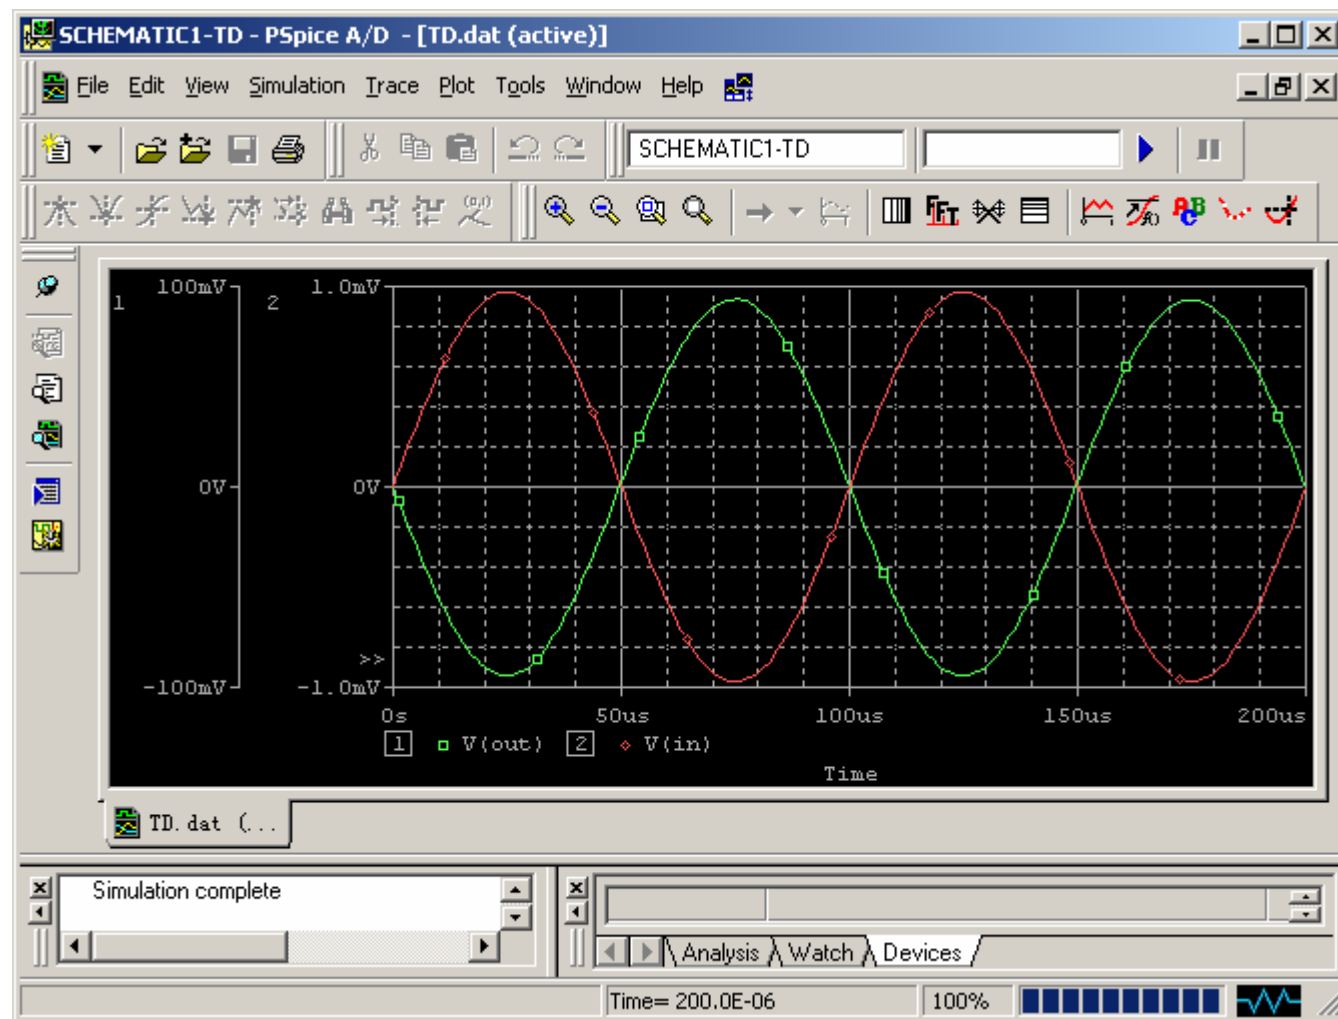 SCHEMATIC1-TD - PSpice A/D - [TD.dat (active)]
File Edit View Simulation Trace Plot Tools Window Help
SCHEMATIC1-TD
FFT ABC
1 100mV 2 1.0mV
0V 0V
>>
-100mV -1.0mV
0s 50us 100us 150us 200us
1 V(out) 2 V(in)
Time
TD.dat (...
Simulation complete
Analysis Watch Devices
Time= 200.0E-06 100%